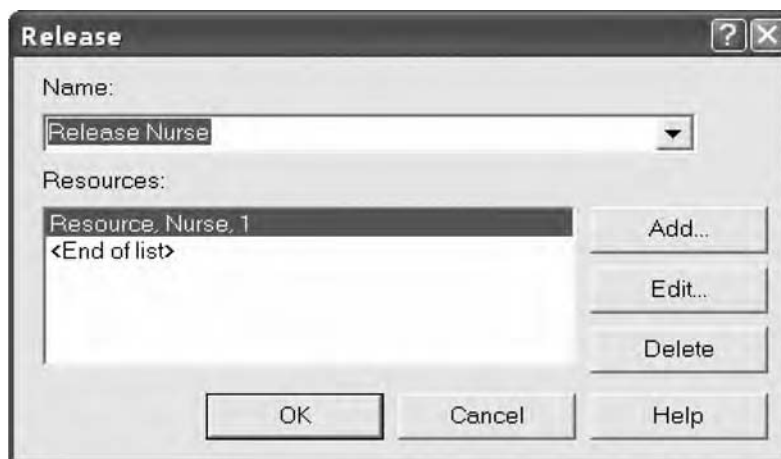 Release
Name:
Release Nurse
Resources:
Resource, Nurse, 1
<End of list>
Add...
Edit...
Delete
OK
Cancel
Help